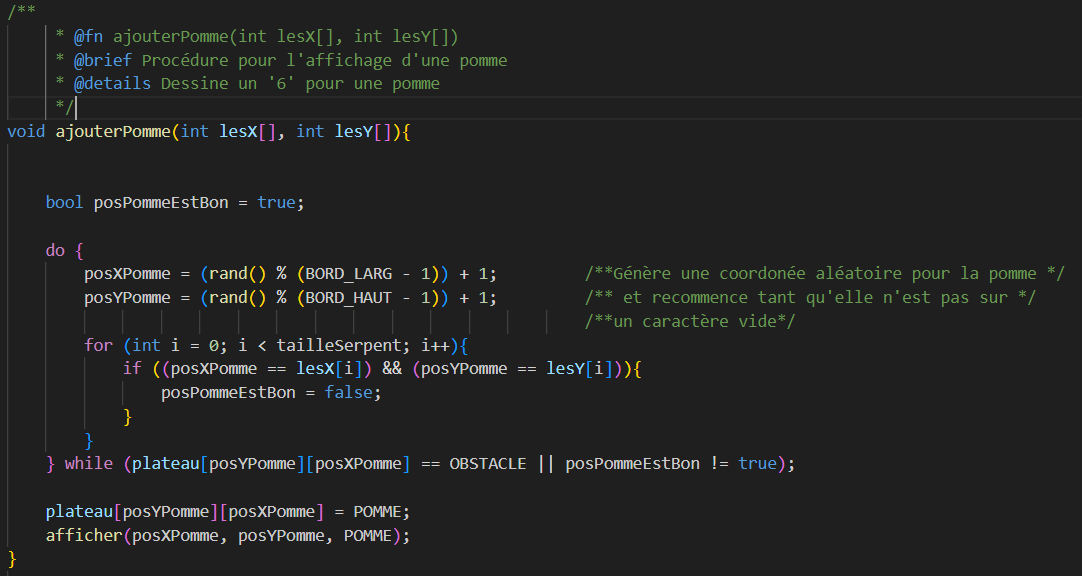 /**
* @fn ajouterPomme(int lesX[], int lesY[])
* @brief Procédure pour l'affichage d'une pomme
* @details Dessine un '6' pour une pomme
*/
void ajouterPomme(int lesX[], int lesY[]){
bool posPommeEstBon = true;
do {
posXPomme = (rand() % (BORD_LARG - 1)) + 1; /**Génère une coordonée aléatoire pour la pomme */
posYPomme = (rand() % (BORD_HAUT - 1)) + 1; /** et recommence tant qu'elle n'est pas sur */
/**un caractère vide*/
for (int i = 0; i < tailleSerpent; i++){
if ((posXPomme == lesX[i]) && (posYPomme == lesY[i])){
posPommeEstBon = false;
}
}
} while (plateau[posYPomme][posXPomme] == OBSTACLE || posPommeEstBon != true);
plateau[posYPomme][posXPomme] = POMME;
afficher(posXPomme, posYPomme, POMME);
}